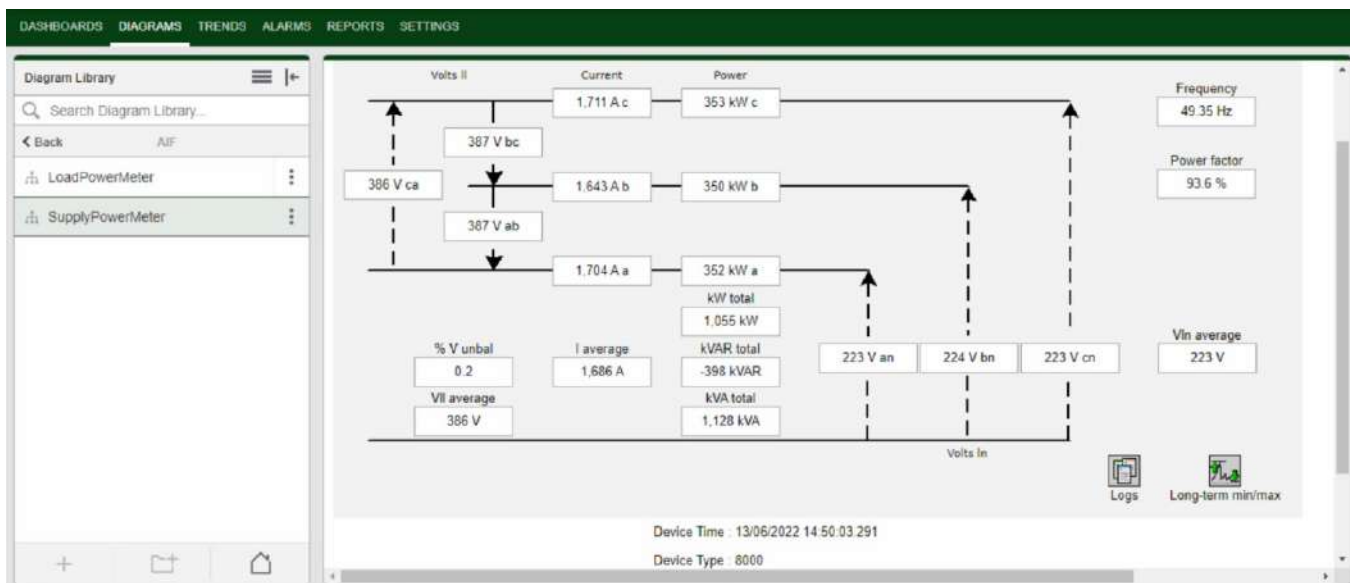 DASHBOARDS DIAGRAMS TRENDS ALARMS REPORTS SETTINGS
Diagram Library
Search Diagram Library...
Back AIF
LoadPowerMeter
SupplyPowerMeter
Volts ll Current Power
1,711 A c 353 kW c
Frequency
49.35 Hz
387 V bc
Power factor
386 V ca 1,643 A b 350 kW b 93.6 %
387 V ab
1,704 A a 352 kW a
kW total
1,055 kW
% V unbal I average kVAR total Vln average
0.2 1,686 A -398 kVAR 223 V an 224 V bn 223 V cn 223 V
Vll average kVA total
386 V 1,128 kVA
Volts ln
Logs Long-term min/max
Device Time : 13/06/2022 14:50:03.291
Device Type : 8000